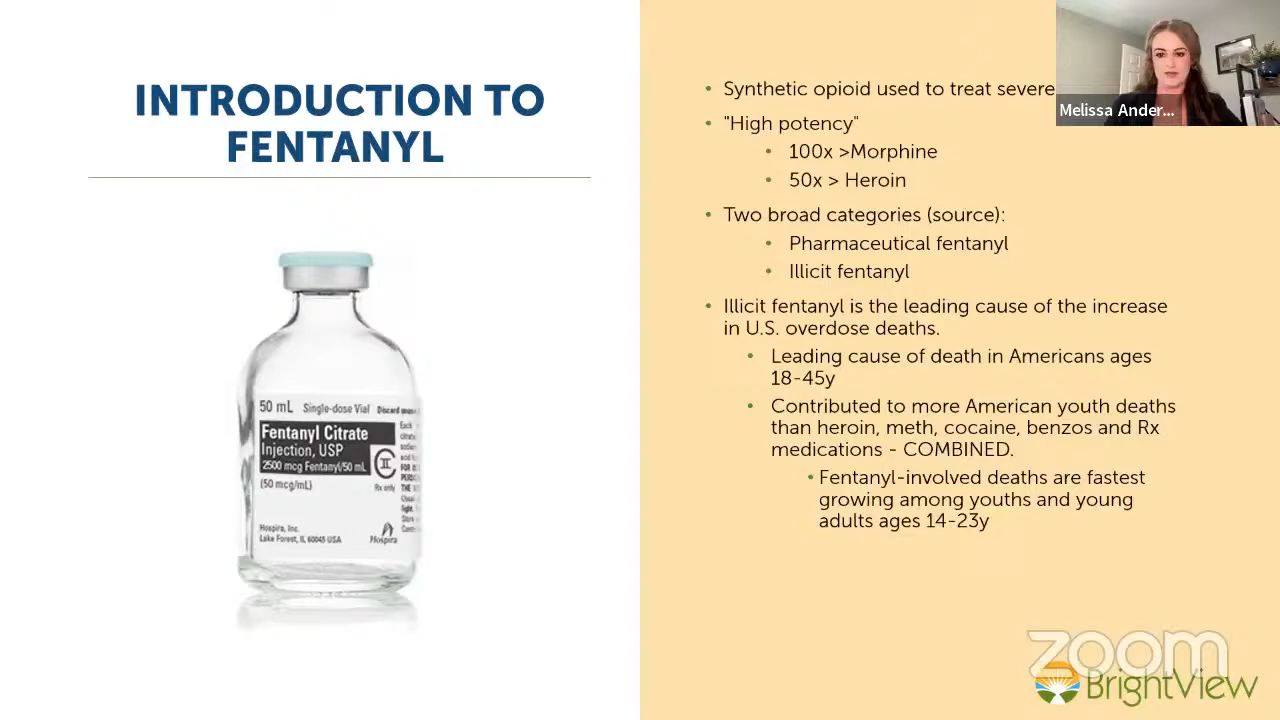 INTRODUCTION TO
FENTANYL
50 mL Single-dose Vial
Fentanyl Citrate
Injection, USP
2500 mcg Fentanyl/50 mL
(50 mcg/mL)
CII
Rx only
Hospira, Inc.
Lake Forest, IL 60045 USA
Hospira
• Synthetic opioid used to treat severe
• "High potency"
• 100x >Morphine
• 50x > Heroin
• Two broad categories (source):
• Pharmaceutical fentanyl
• Illicit fentanyl
• Illicit fentanyl is the leading cause of the increase
in U.S. overdose deaths.
• Leading cause of death in Americans ages
18-45y
• Contributed to more American youth deaths
than heroin, meth, cocaine, benzos and Rx
medications - COMBINED.
• Fentanyl-involved deaths are fastest
growing among youths and young
adults ages 14-23y
Melissa Ander...
zoom
BrightView